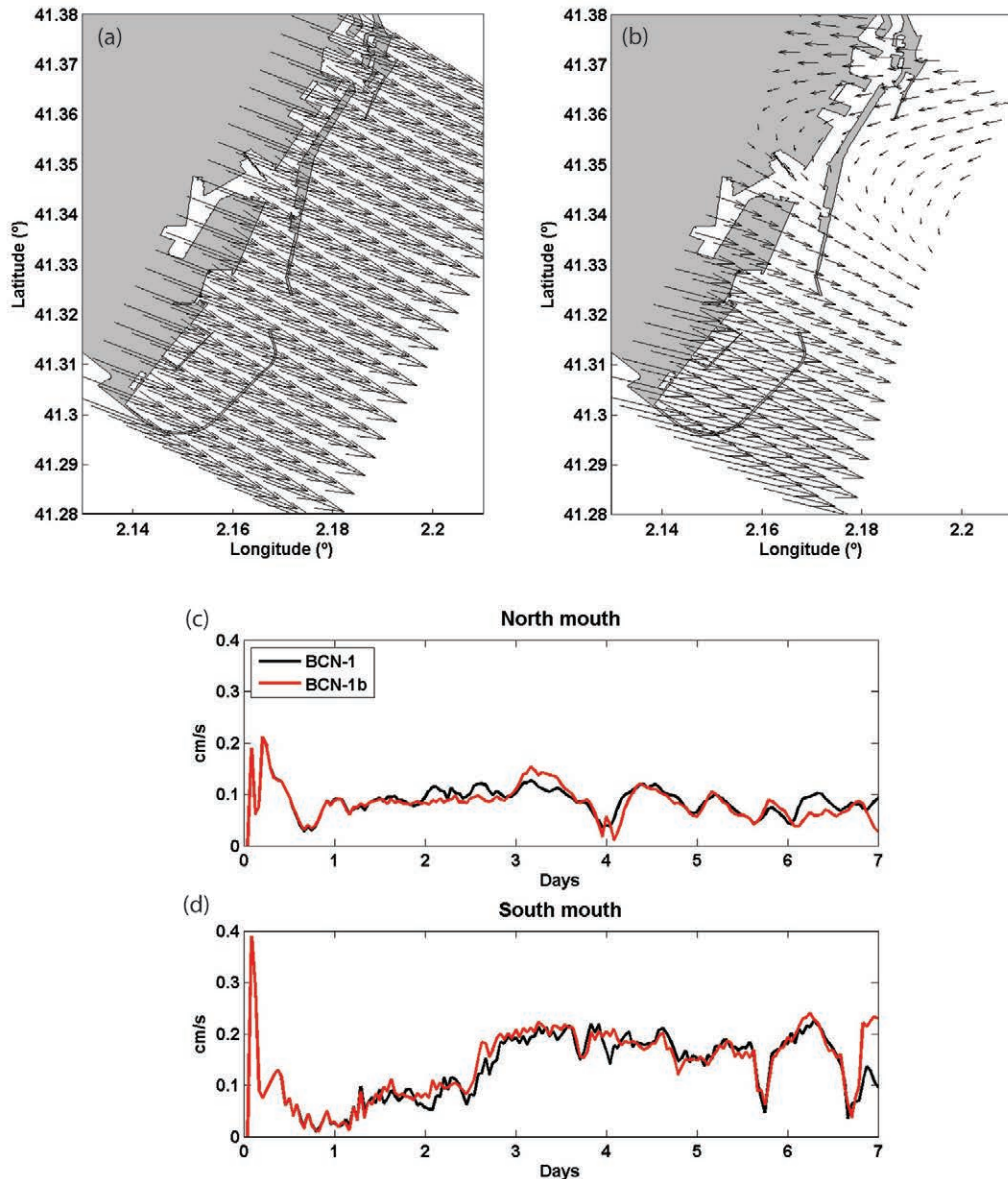 (a)
41.38
41.37
41.36
41.35
41.34
41.33
41.32
41.31
41.3
41.29
41.28
Latitude (º)
2.14 2.16 2.18 2.2
Longitude (º)
(b)
41.38
41.37
41.36
41.35
41.34
41.33
41.32
41.31
41.3
41.29
41.28
Latitude (º)
2.14 2.16 2.18 2.2
Longitude (º)
(c)
North mouth
0.4
0.3
0.2
0.1
0
cm/s
BCN-1
BCN-1b
0 1 2 3 4 5 6 7
Days
(d)
South mouth
0.4
0.3
0.2
0.1
0
cm/s
0 1 2 3 4 5 6 7
Days